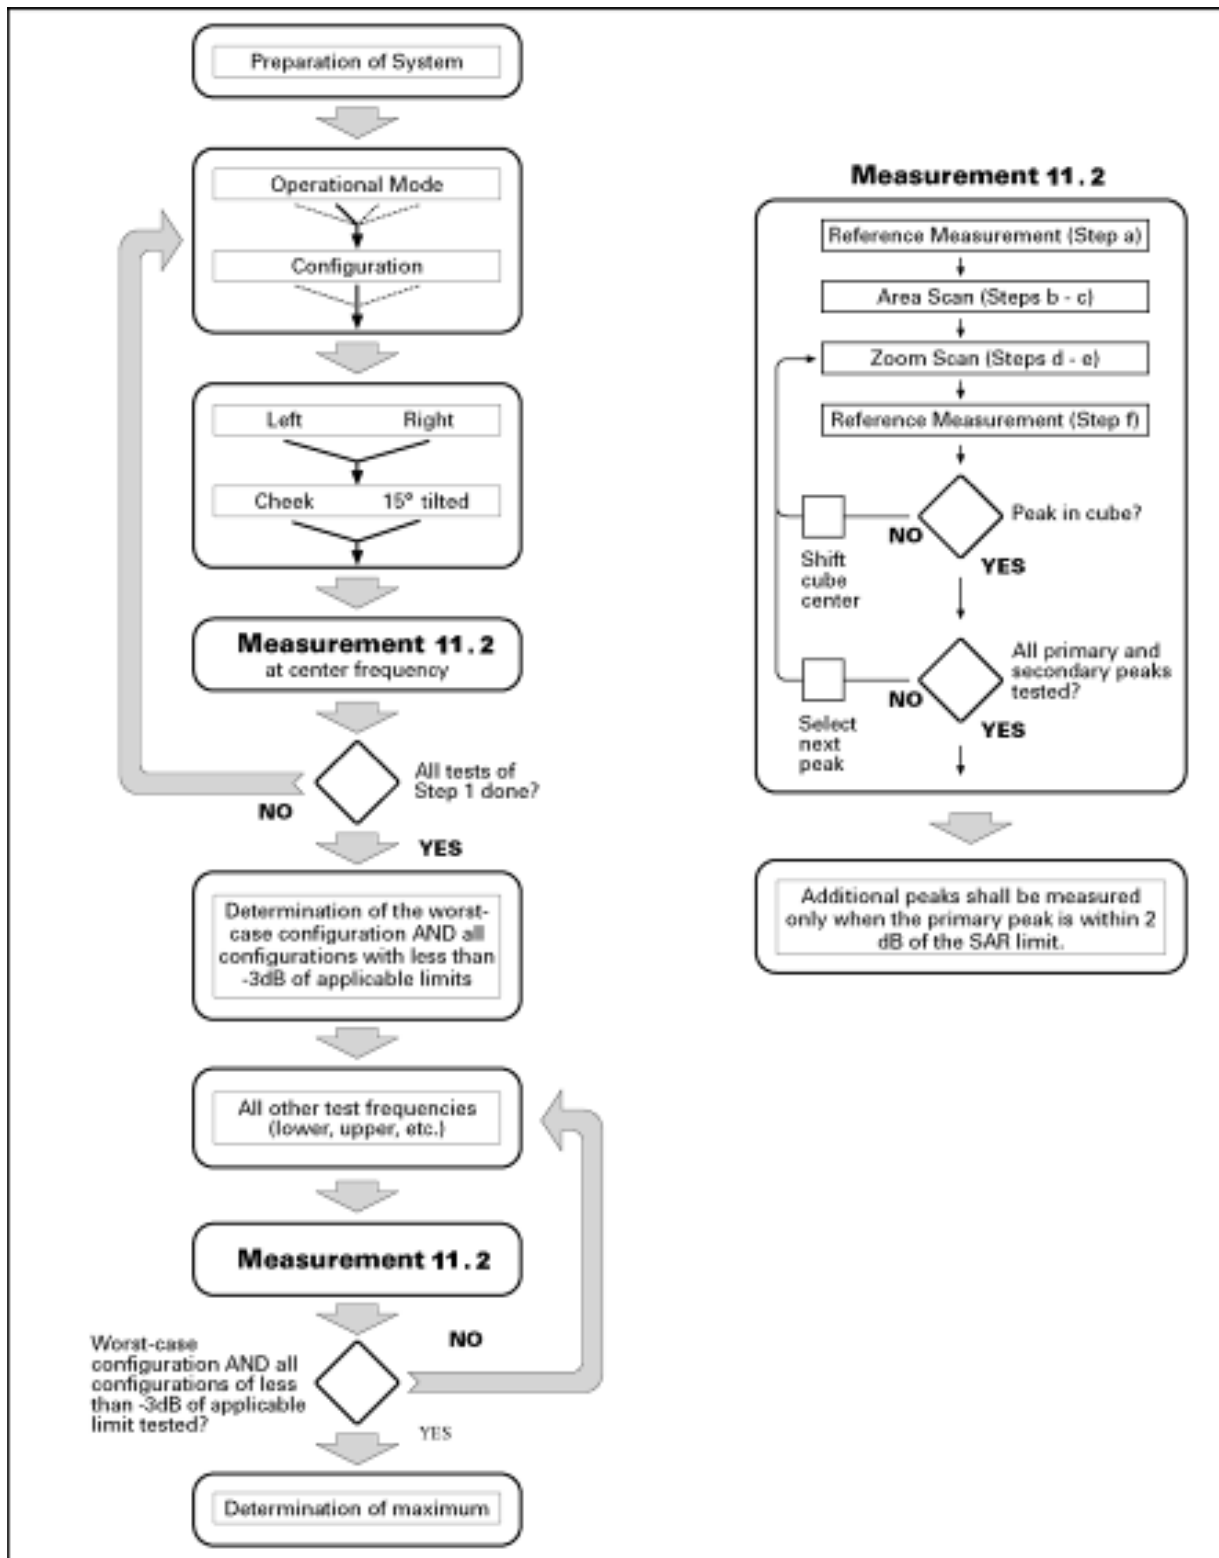 Preparation of System
Operational Mode
Configuration
Left Right
Cheek 15° tilted
Measurement 11.2
at center frequency
All tests of
Step 1 done?
NO
YES
Determination of the worst-
case configuration AND all
configurations with less than
-3dB of applicable limits
All other test frequencies
(lower, upper, etc.)
Measurement 11.2
NO
Worst-case
configuration AND all
configurations of less
than -3dB of applicable
limit tested?
YES
Determination of maximum
Measurement 11.2
Reference Measurement (Step a)
Area Scan (Steps b - c)
Zoom Scan (Steps d - e)
Reference Measurement (Step f)
Peak in cube?
NO
YES
Shift
cube
center
All primary and
secondary peaks
tested?
NO
YES
Select
next
peak
Additional peaks shall be measured
only when the primary peak is within 2
dB of the SAR limit.